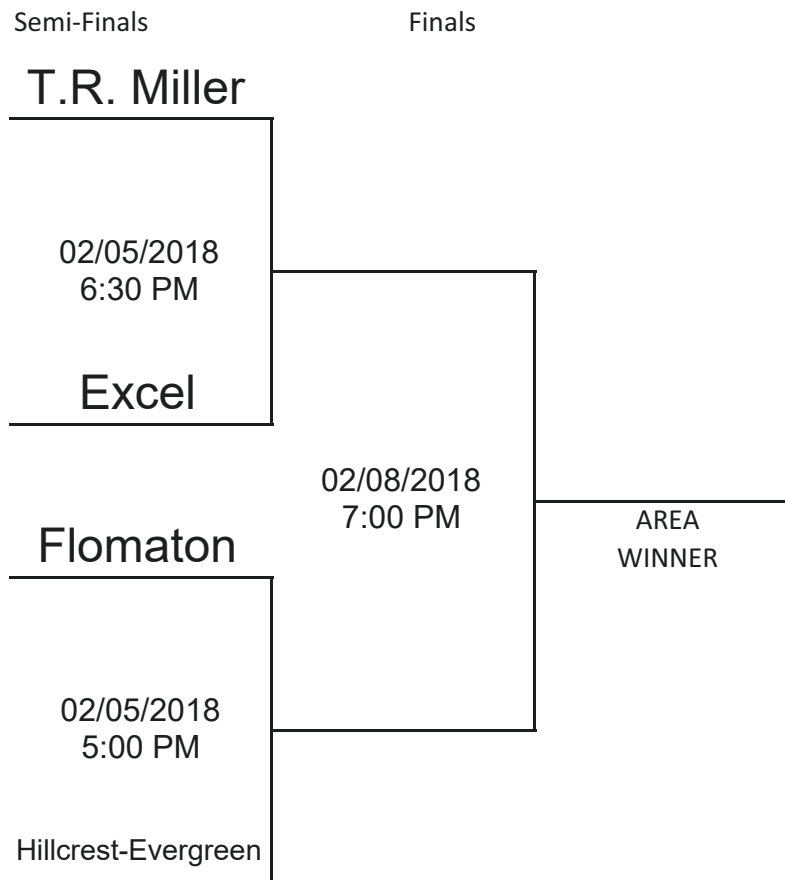 Semi-Finals
Finals
T.R. Miller
02/05/2018
6:30 PM
Excel
02/08/2018
7:00 PM
AREA
WINNER
Flomaton
02/05/2018
5:00 PM
Hillcrest-Evergreen